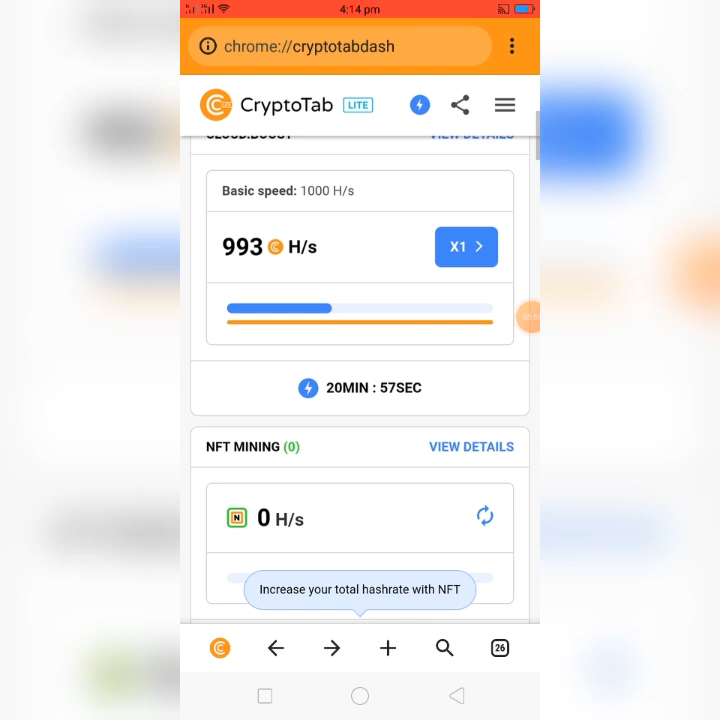 4:14 pm
chrome://cryptotabdash
CryptoTab LITE
VIEW DETAILS
Basic speed: 1000 H/s
993 H/s
X1 >
20MIN : 57SEC
NFT MINING (0) VIEW DETAILS
N 0 H/s
Increase your total hashrate with NFT
26